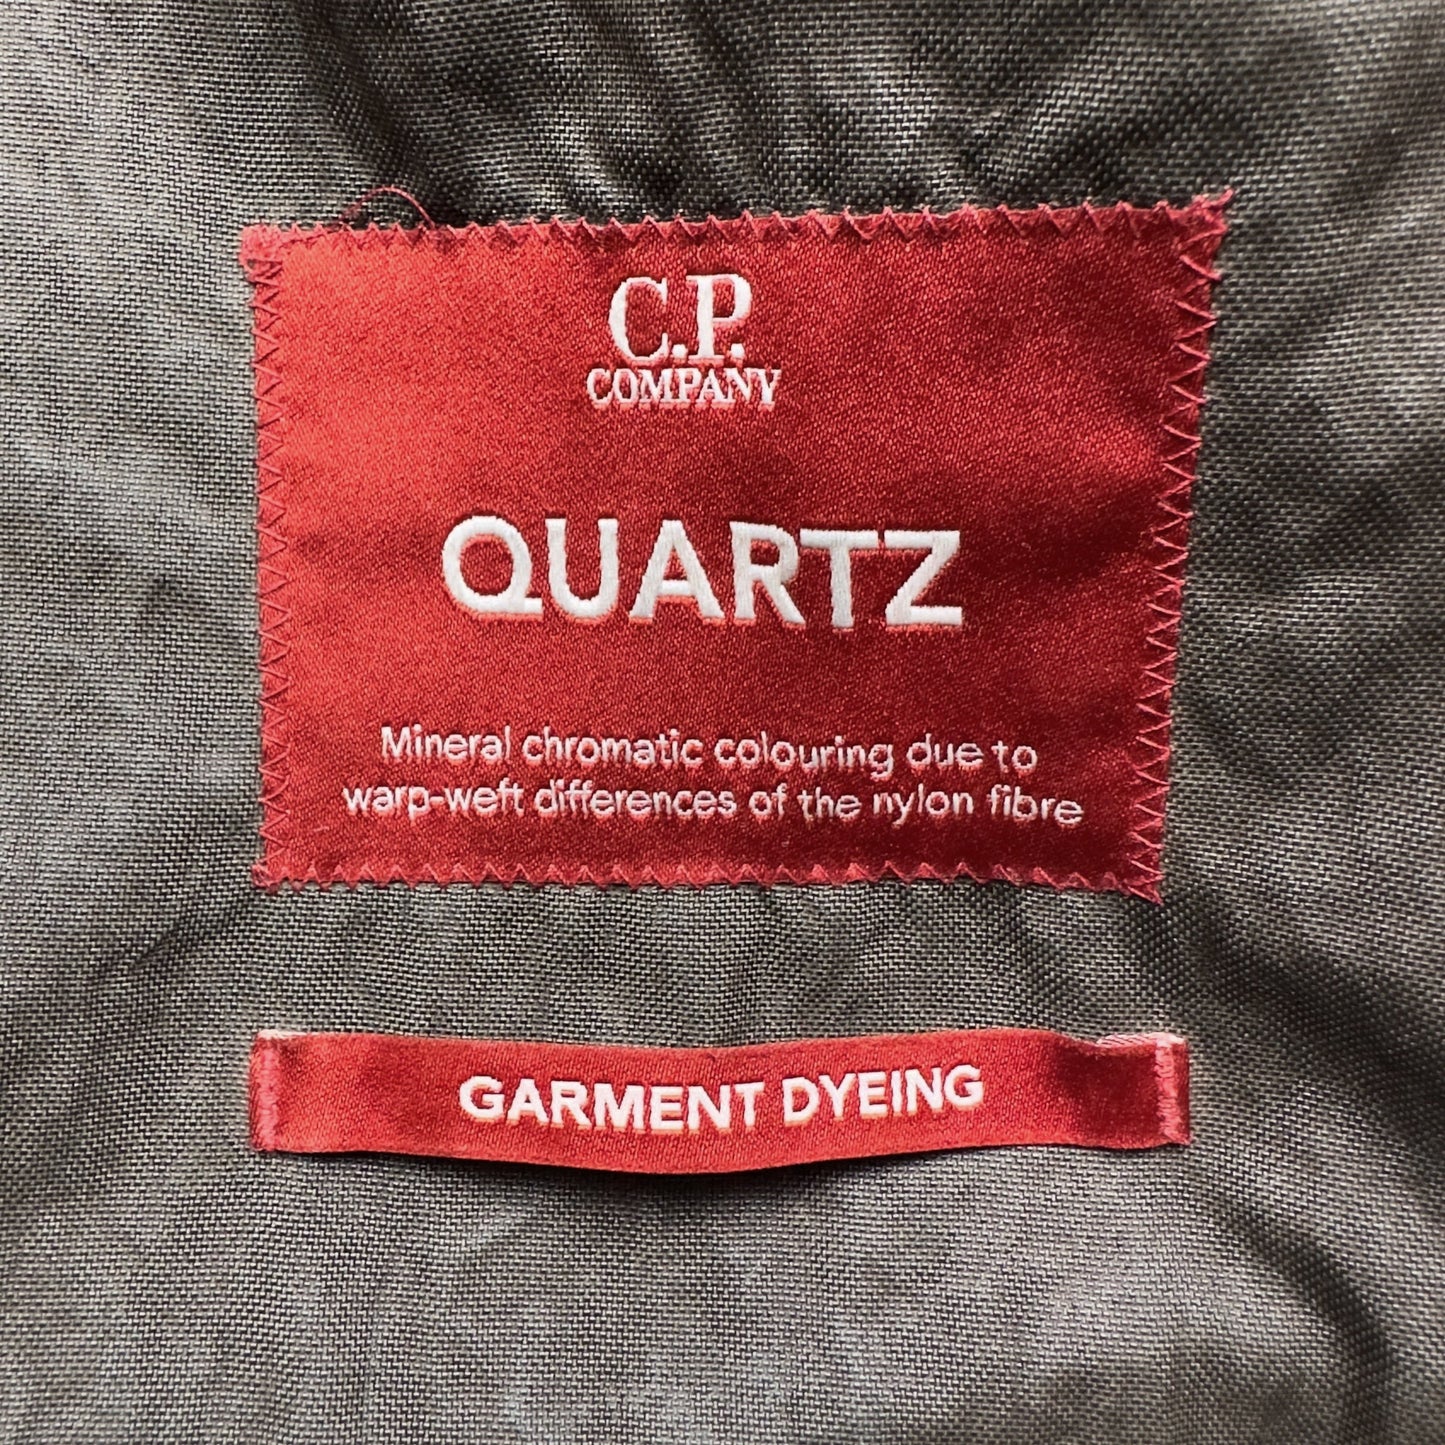 C.P.
COMPANY
QUARTZ
Mineral chromatic colouring due to
warp-weft differences of the nylon fibre
GARMENT DYEING